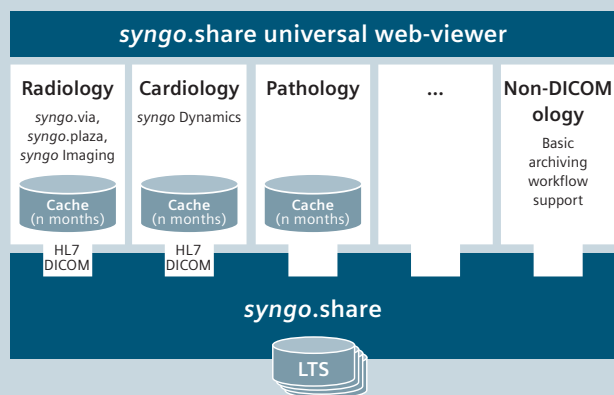 syngo.share universal web-viewer
Radiology
syngo.via,
syngo.plaza,
syngo Imaging
Cache
(n months)
HL7
DICOM
Cardiology
syngo Dynamics
Cache
(n months)
HL7
DICOM
Pathology
Cache
(n months)
...
Non-DICOM
ology
Basic
archiving
workflow
support
syngo.share
LTS